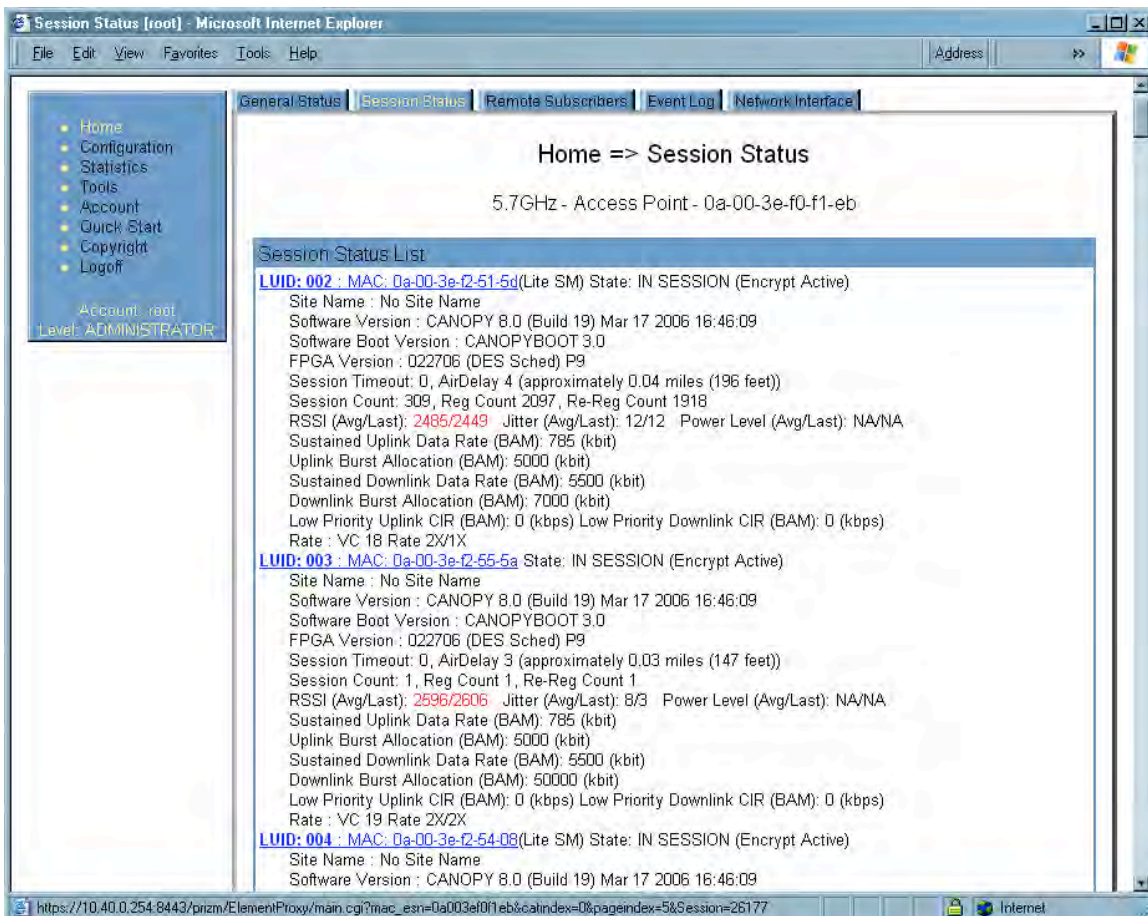 Session Status [root] - Microsoft Internet Explorer
File Edit View Favorites Tools Help
Address
»
General Status Session Status Remote Subscribers Event Log Network Interface
Home
Configuration
Statistics
Tools
Account
Quick Start
Copyright
Logoff
Account: root
Level: ADMINISTRATOR
Home => Session Status
5.7GHz - Access Point - 0a-00-3e-f0-f1-eb
Session Status List
LUID: 002 : MAC: 0a-00-3e-f2-51-5d(Lite SM) State: IN SESSION (Encrypt Active)
Site Name : No Site Name
Software Version : CANOPY 8.0 (Build 19) Mar 17 2006 16:46:09
Software Boot Version : CANOPYBOOT 3.0
FPGA Version : 022706 (DES Sched) P9
Session Timeout: 0, AirDelay 4 (approximately 0.04 miles (196 feet))
Session Count: 309, Reg Count 2097, Re-Reg Count 1918
RSSI (Avg/Last): 2485/2449 Jitter (Avg/Last): 12/12 Power Level (Avg/Last): NA/NA
Sustained Uplink Data Rate (BAM): 785 (kbit)
Uplink Burst Allocation (BAM): 5000 (kbit)
Sustained Downlink Data Rate (BAM): 5500 (kbit)
Downlink Burst Allocation (BAM): 7000 (kbit)
Low Priority Uplink CIR (BAM): 0 (kbps) Low Priority Downlink CIR (BAM): 0 (kbps)
Rate : VC 18 Rate 2X/1X
LUID: 003 : MAC: 0a-00-3e-f2-55-5a State: IN SESSION (Encrypt Active)
Site Name : No Site Name
Software Version : CANOPY 8.0 (Build 19) Mar 17 2006 16:46:09
Software Boot Version : CANOPYBOOT 3.0
FPGA Version : 022706 (DES Sched) P9
Session Timeout: 0, AirDelay 3 (approximately 0.03 miles (147 feet))
Session Count: 1, Reg Count 1, Re-Reg Count 1
RSSI (Avg/Last): 2596/2606 Jitter (Avg/Last): 8/3 Power Level (Avg/Last): NA/NA
Sustained Uplink Data Rate (BAM): 785 (kbit)
Uplink Burst Allocation (BAM): 5000 (kbit)
Sustained Downlink Data Rate (BAM): 5500 (kbit)
Downlink Burst Allocation (BAM): 50000 (kbit)
Low Priority Uplink CIR (BAM): 0 (kbps) Low Priority Downlink CIR (BAM): 0 (kbps)
Rate : VC 19 Rate 2X/2X
LUID: 004 : MAC: 0a-00-3e-f2-54-08(Lite SM) State: IN SESSION (Encrypt Active)
Site Name : No Site Name
Software Version : CANOPY 8.0 (Build 19) Mar 17 2006 16:46:09
https://10.40.0.254:8443/prizm/ElementProxy/main.cgi?mac_esn=0a003ef0f1eb&catindex=0&pageindex=5&Session=26177
Internet